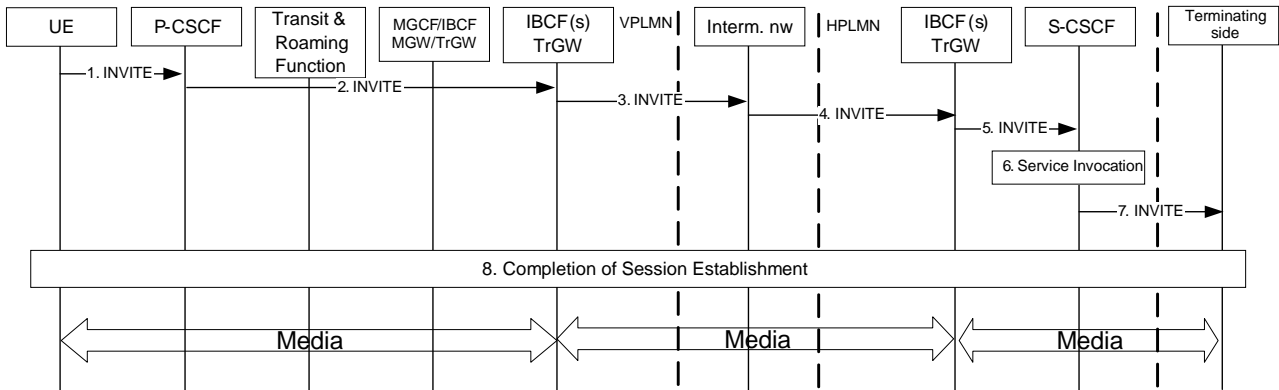 UE
P-CSCF
Transit &
Roaming
Function
MGCF/IBCF
MGW/TrGW
IBCF(s)
TrGW
VPLMN
Interm. nw
HPLMN
IBCF(s)
TrGW
S-CSCF
Terminating
side
1. INVITE
2. INVITE
3. INVITE
4. INVITE
5. INVITE
6. Service Invocation
7. INVITE
8. Completion of Session Establishment
Media
Media
Media